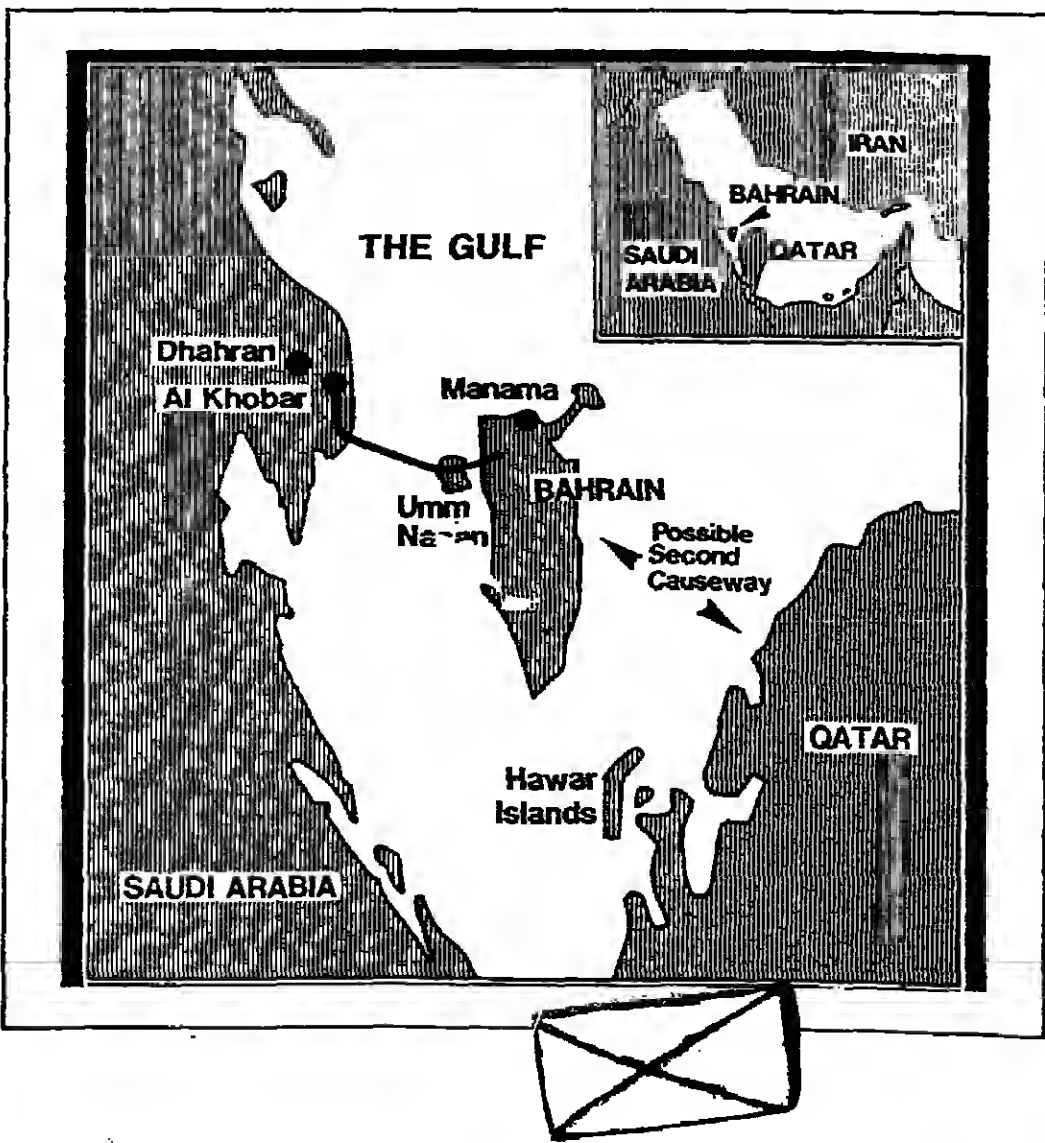 IRAN
BAHRAIN
SAUDI
ARABIA
QATAR
THE GULF
Dhahran
Al Khobar
Manama
Umm
BAHRAIN
Possible
Second
Causeway
QATAR
Hawar
Islands
SAUDI ARABIA